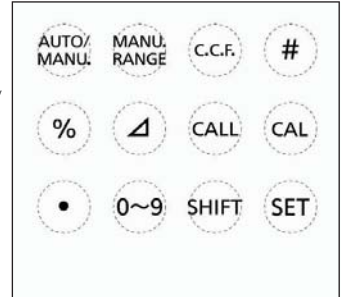 AUTO/ MANU. C.C.F. #
MANU. RANGE
% ⊿ CALL CAL
• 0～9 SHIFT SET